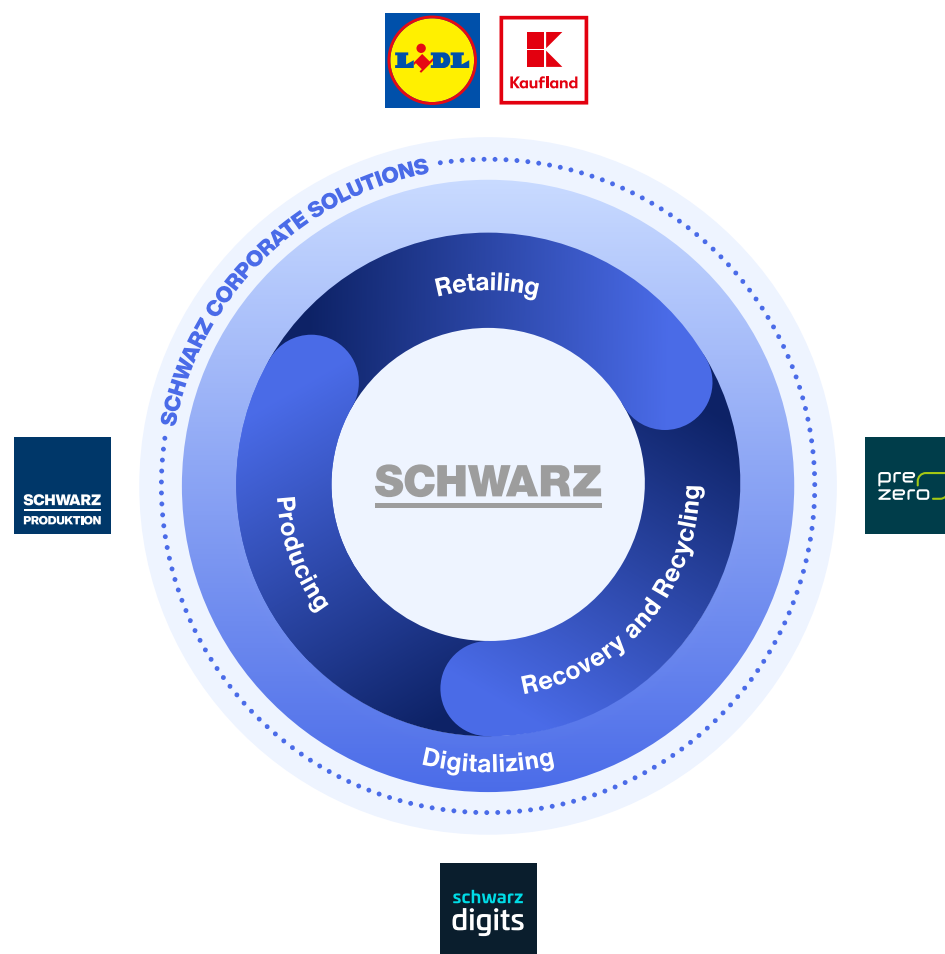 LIDL
Kaufland
SCHWARZ CORPORATE SOLUTIONS
Retailing
SCHWARZ
PRODUKTION
SCHWARZ
pre
zero
Producing
Recovery and Recycling
Digitalizing
schwarz
digits